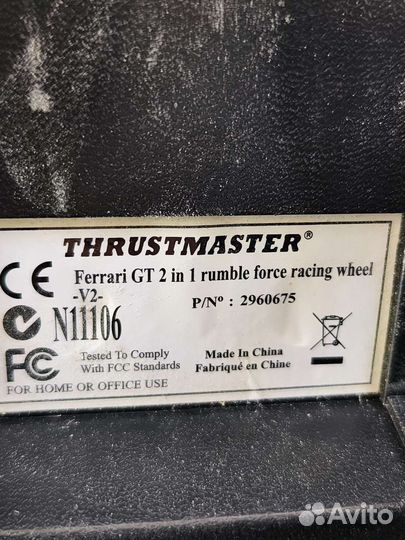 THRUSTMASTER®
CE Ferrari GT 2 in 1 rumble force racing wheel
-V2-
P/Nº : 2960675
N11106
FC Tested To Comply
With FCC Standards
Made In China
Fabriqué en Chine
FOR HOME OR OFFICE USE
Avito